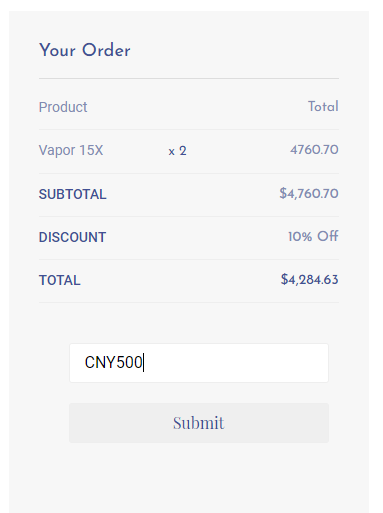 Your Order
Product Total
Vapor 15X x 2 4760.70
SUBTOTAL $4,760.70
DISCOUNT 10% Off
TOTAL $4,284.63
CNY500
Submit